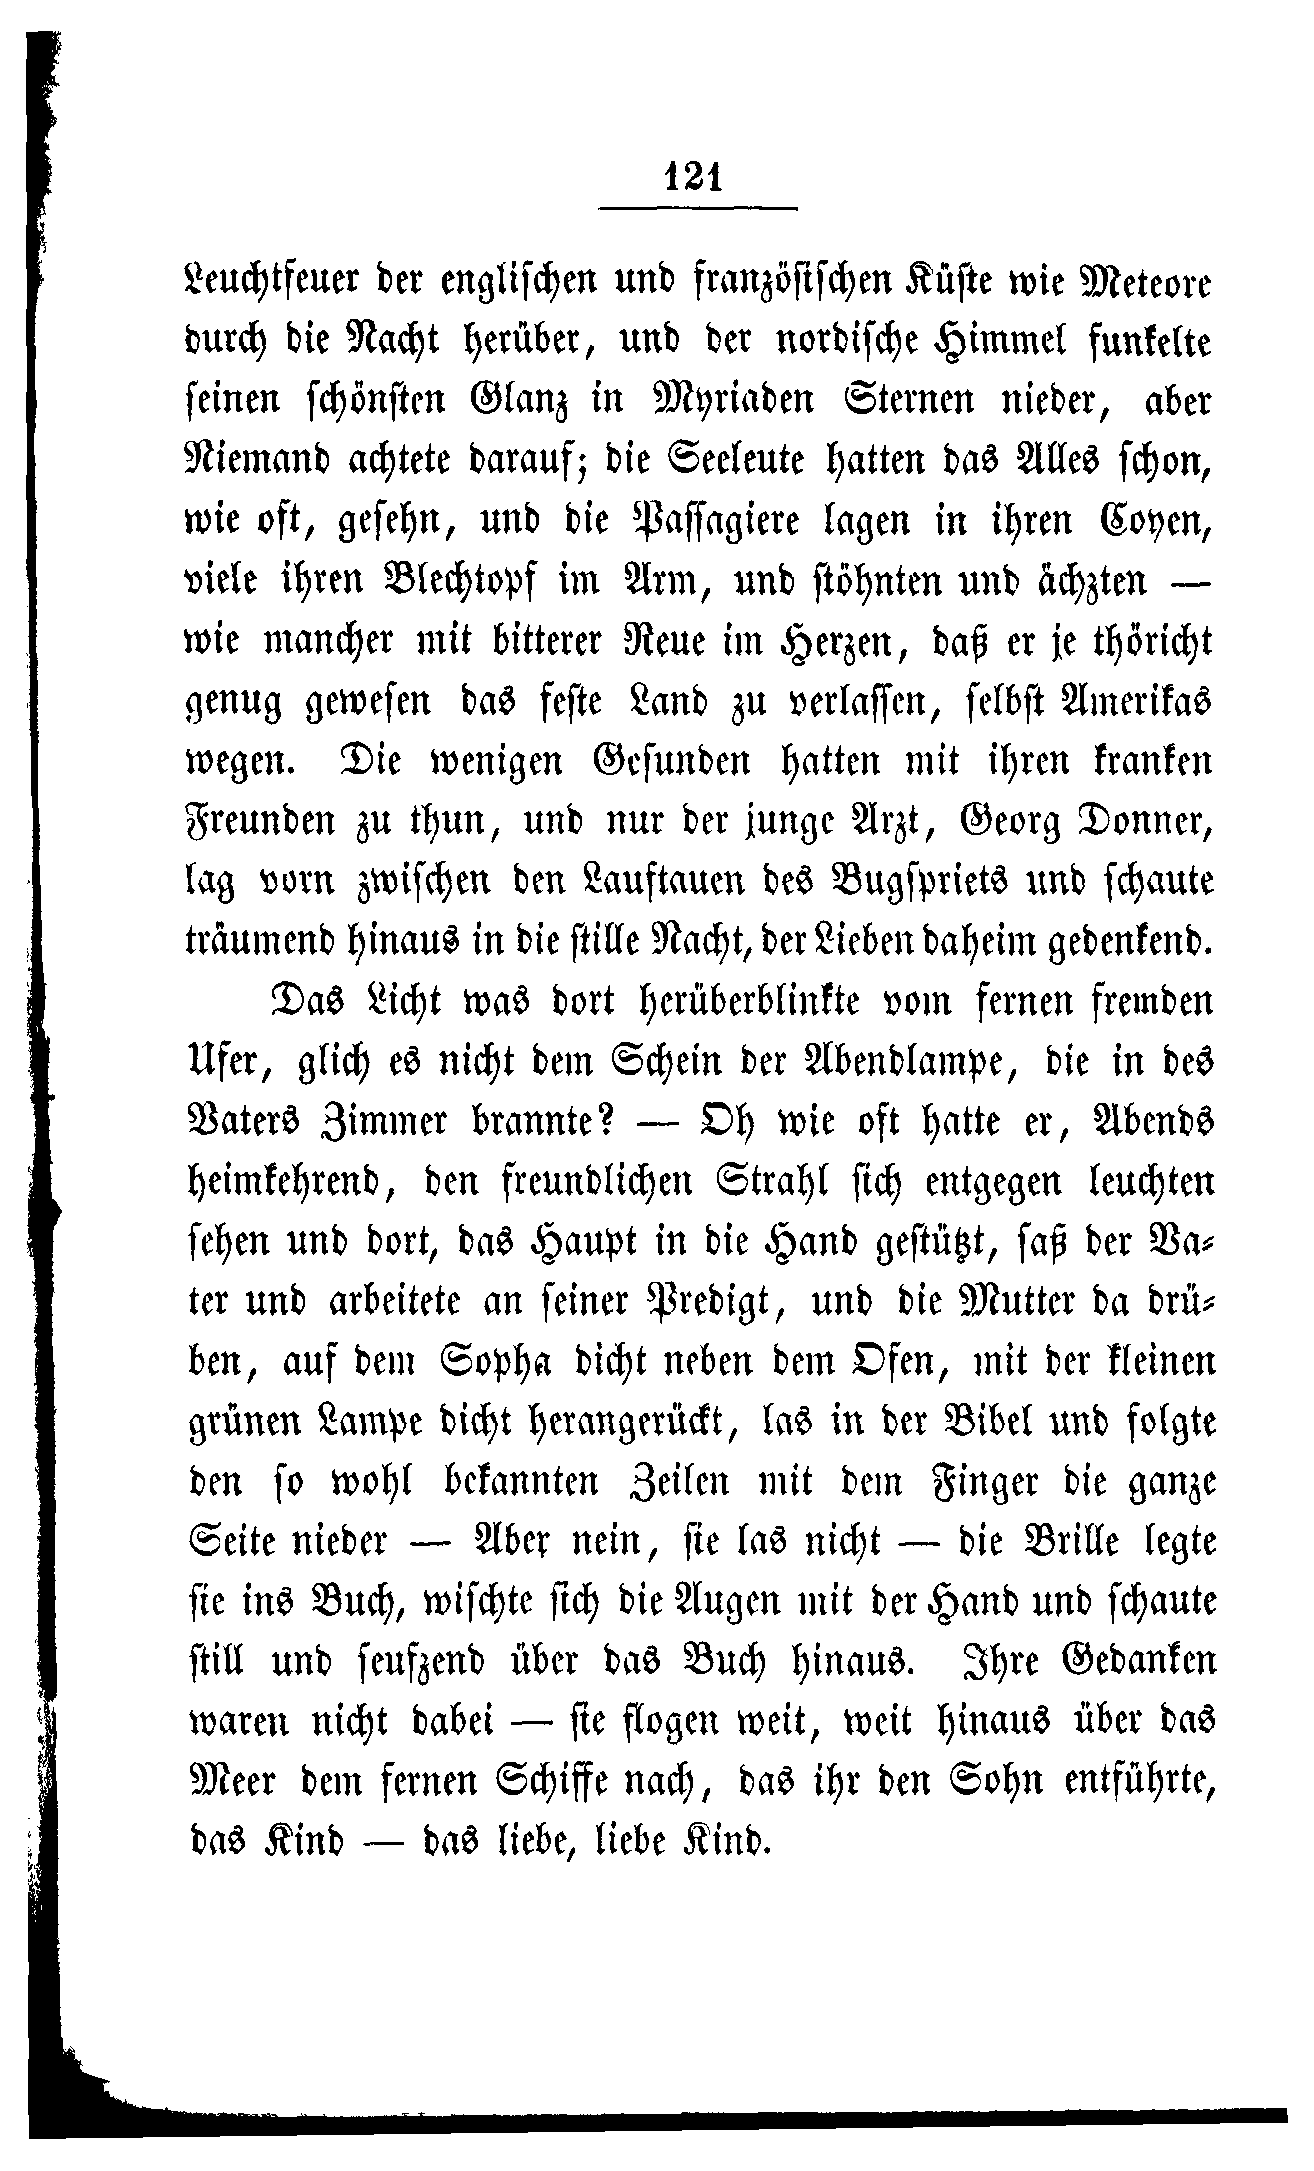 121
Leuchtfeuer der englischen und französischen Küste wie Meteore
durch die Nacht herüber, und der nordische Himmel funkelte
seinen schönsten Glanz in Myriaden Sternen nieder, aber
Niemand achtete darauf; die Seeleute hatten das Alles schon,
wie oft, gesehn, und die Passagiere lagen in ihren Coyen,
viele ihren Blechtopf im Arm, und stöhnten und ächzten —
wie mancher mit bitterer Reue im Herzen, daß er je thöricht
genug gewesen das feste Land zu verlassen, selbst Amerikas
wegen. Die wenigen Gesunden hatten mit ihren kranken
Freunden zu thun, und nur der junge Arzt, Georg Donner,
lag vorn zwischen den Lauftauen des Bugspriets und schaute
träumend hinaus in die stille Nacht, der Lieben daheim gedenkend.
Das Licht was dort herüberblinkte vom fernen fremden
Ufer, glich es nicht dem Schein der Abendlampe, die in des
Vaters Zimmer brannte? — Oh wie oft hatte er, Abends
heimkehrend, den freundlichen Strahl sich entgegen leuchten
sehen und dort, das Haupt in die Hand gestützt, saß der Va-
ter und arbeitete an seiner Predigt, und die Mutter da drü-
ben, auf dem Sopha dicht neben dem Ofen, mit der kleinen
grünen Lampe dicht herangerückt, las in der Bibel und folgte
den so wohl bekannten Zeilen mit dem Finger die ganze
Seite nieder — Aber nein, sie las nicht — die Brille legte
sie ins Buch, wischte sich die Augen mit der Hand und schaute
still und seufzend über das Buch hinaus. Ihre Gedanken
waren nicht dabei — sie flogen weit, weit hinaus über das
Meer dem fernen Schiffe nach, das ihr den Sohn entführte,
das Kind — das liebe, liebe Kind.